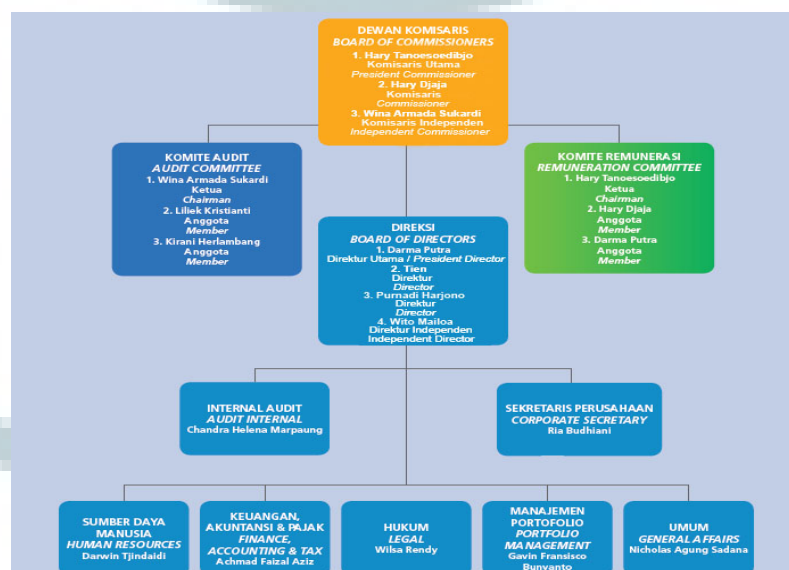 DEWAN KOMISARIS
BOARD OF COMMISSIONERS
1. Hary Tanoesoedibjo
Komisaris Utama
President Commissioner
2. Hary Djaja
Komisaris
Commissioner
3. Wina Armada Sukardi
Komisaris Independen
Independent Commissioner
KOMITE AUDIT
AUDIT COMMITTEE
1. Wina Armada Sukardi
Ketua
Chairman
2. Liliek Kristianti
Anggota
Member
3. Kirani Herlambang
Anggota
Member
KOMITE REMUNERASI
REMUNERATION COMMITTEE
1. Hary Tanoesoedibjo
Ketua
Chairman
2. Hary Djaja
Anggota
Member
3. Darma Putra
Anggota
Member
DIREKSI
BOARD OF DIRECTORS
1. Darma Putra
Direktur Utama / President Director
2. Tien
Direktur
Director
3. Purnadi Harjono
Direktur
Director
4. Wito Mailoa
Direktur Independen
Independent Director
INTERNAL AUDIT
AUDIT INTERNAL
Chandra Helena Marpaung
SEKRETARIS PERUSAHAAN
CORPORATE SECRETARY
Ria Budhiani
SUMBER DAYA
MANUSIA
HUMAN RESOURCES
Darwin Tjindaidi
KEUANGAN,
AKUNTANSI & PAJAK
FINANCE,
ACCOUNTING & TAX
Achmad Faizal Aziz
HUKUM
LEGAL
Wilsa Rendy
MANAJEMEN
PORTOFOLIO
PORTFOLIO
MANAGEMENT
Gavin Fransisco
Bunyanto
UMUM
GENERAL AFFAIRS
Nicholas Agung Sadana